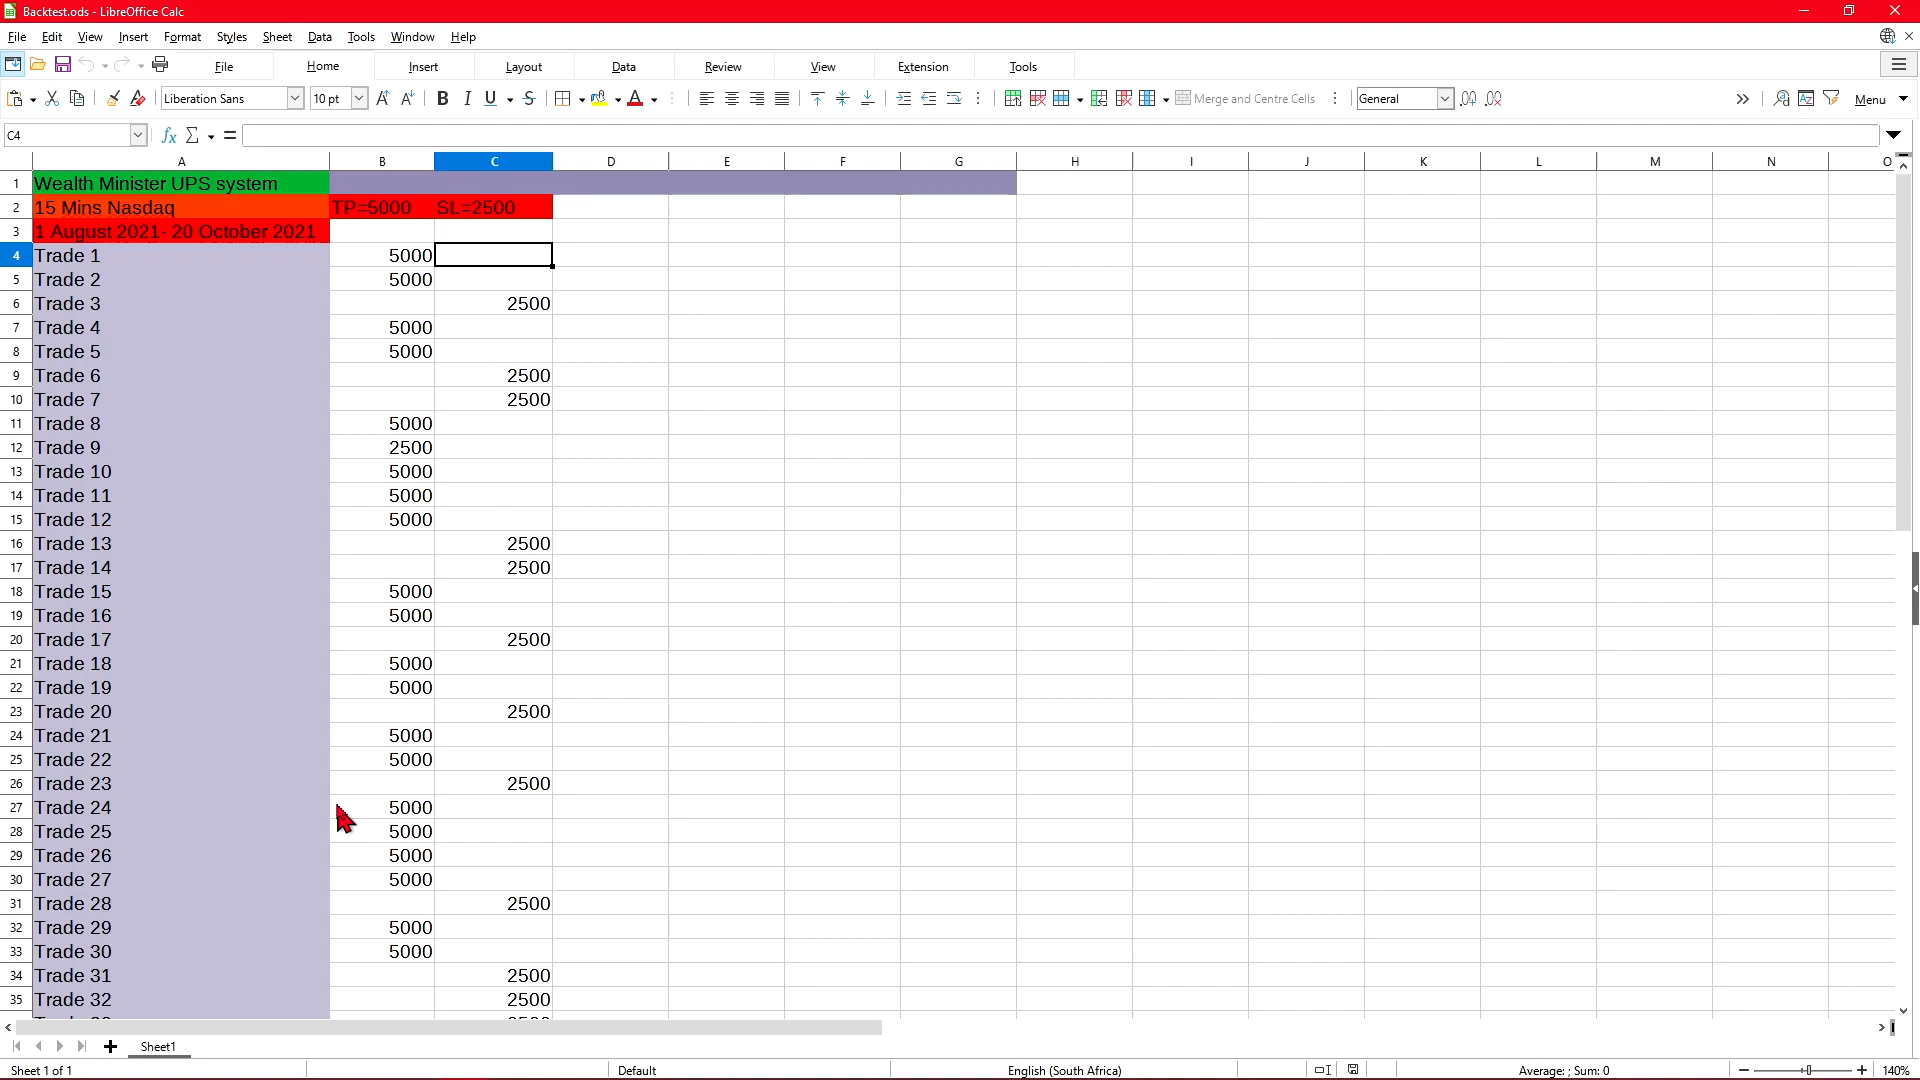 Backtest.ods - LibreOffice Calc
File Edit View Insert Format Styles Sheet Data Tools Window Help
File Home Insert Layout Data Review View Extension Tools
Liberation Sans 10 pt B I U S Merge and Centre Cells General Menu
C4 fx Σ =
A B C D E F G H I J K L M N O
1 Wealth Minister UPS system
2 15 Mins Nasdaq TP=5000 SL=2500
3 1 August 2021- 20 October 2021
4 Trade 1 5000
5 Trade 2 5000
6 Trade 3 2500
7 Trade 4 5000
8 Trade 5 5000
9 Trade 6 2500
10 Trade 7 2500
11 Trade 8 5000
12 Trade 9 2500
13 Trade 10 5000
14 Trade 11 5000
15 Trade 12 5000
16 Trade 13 2500
17 Trade 14 2500
18 Trade 15 5000
19 Trade 16 5000
20 Trade 17 2500
21 Trade 18 5000
22 Trade 19 5000
23 Trade 20 2500
24 Trade 21 5000
25 Trade 22 5000
26 Trade 23 2500
27 Trade 24 5000
28 Trade 25 5000
29 Trade 26 5000
30 Trade 27 5000
31 Trade 28 2500
32 Trade 29 5000
33 Trade 30 5000
34 Trade 31 2500
35 Trade 32 2500
Sheet1
Sheet 1 of 1 Default English (South Africa) Average: ; Sum: 0 140%